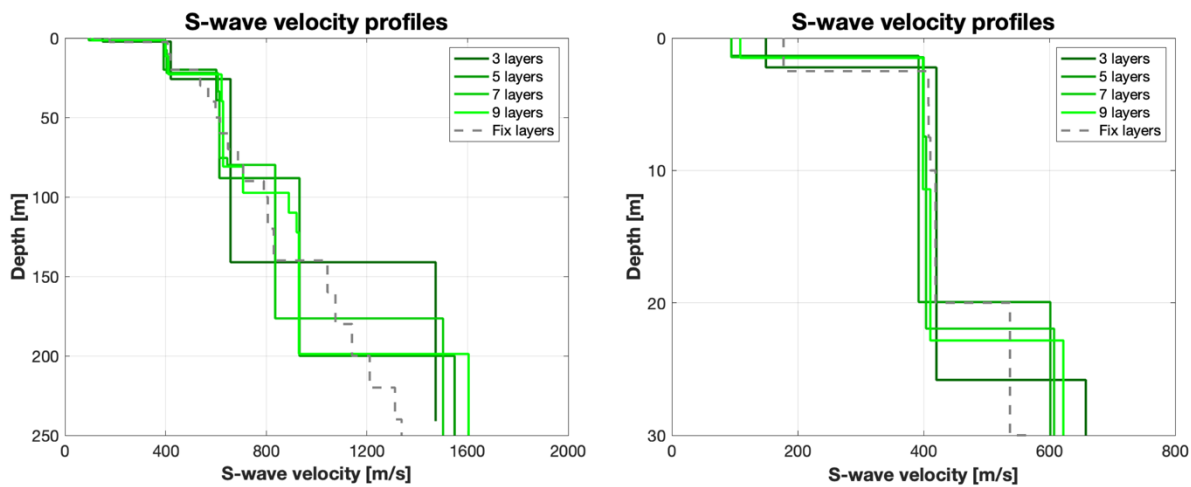 S-wave velocity profiles
0
50
100
150
200
250
Depth [m]
0
400
800
1200
1600
2000
S-wave velocity [m/s]
3 layers
5 layers
7 layers
9 layers
Fix layers
S-wave velocity profiles
0
10
20
30
Depth [m]
0
200
400
600
800
S-wave velocity [m/s]
3 layers
5 layers
7 layers
9 layers
Fix layers